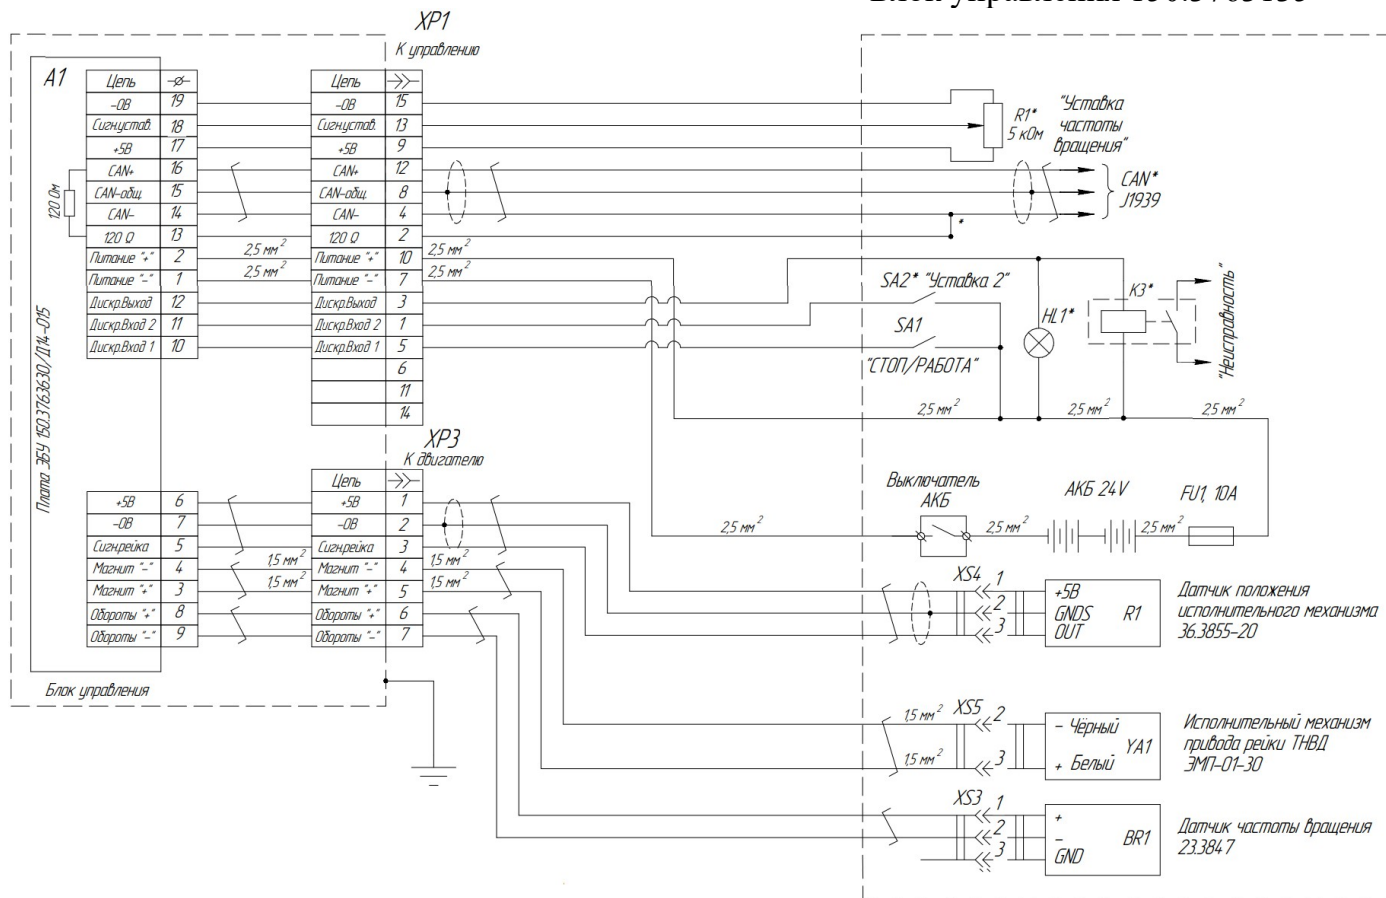 XP1
К управлению
A1
Цепь
-0В 19
Сигн.устав. 18
+5В 17
CAN+ 16
CAN-общ. 15
CAN- 14
120 Ω 13
Питание "+" 2
Питание "-" 1
Дискр.Выход 12
Дискр.Вход 2 11
Дискр.Вход 1 10
120 Ом
2,5 мм²
2,5 мм²
Цепь
-0В 15
Сигн.устав. 13
+5В 9
CAN+ 12
CAN-общ. 8
CAN- 4
120 Ω 2
Питание "+" 10
Питание "-" 7
Дискр.Выход 3
Дискр.Вход 2 1
Дискр.Вход 1 5
6
11
14
2,5 мм²
2,5 мм²
R1*
5 кОм
"Уставка
частоты
вращения"
CAN*
J1939
*
SA2* "Уставка 2"
SA1
"СТОП/РАБОТА"
HL1*
K3*
"Неисправность"
2,5 мм²
2,5 мм²
2,5 мм²
Плата ЭБУ 150.3763630/Д14-015
XP3
К двигателю
+5В 6
-0В 7
Сигн.рейка 5
Магнит "-" 4
Магнит "+" 3
Обороты "+" 8
Обороты "-" 9
1,5 мм²
1,5 мм²
Цепь
+5В 1
-0В 2
Сигн.рейка 3
Магнит "-" 4
Магнит "+" 5
Обороты "+" 6
Обороты "-" 7
1,5 мм²
1,5 мм²
Выключатель
АКБ
АКБ 24V
FU1, 10А
2,5 мм²
2,5 мм²
2,5 мм²
XS4
1
2
3
+5В
GNDS
OUT
R1
Датчик положения
исполнительного механизма
36.3855-20
Блок управления
1,5 мм²
1,5 мм²
XS5
2
3
- Чёрный
+ Белый
YA1
Исполнительный механизм
привода рейки ТНВД
ЭМП-01-30
XS3
1
2
3
+
-
GND
BR1
Датчик частоты вращения
23.3847